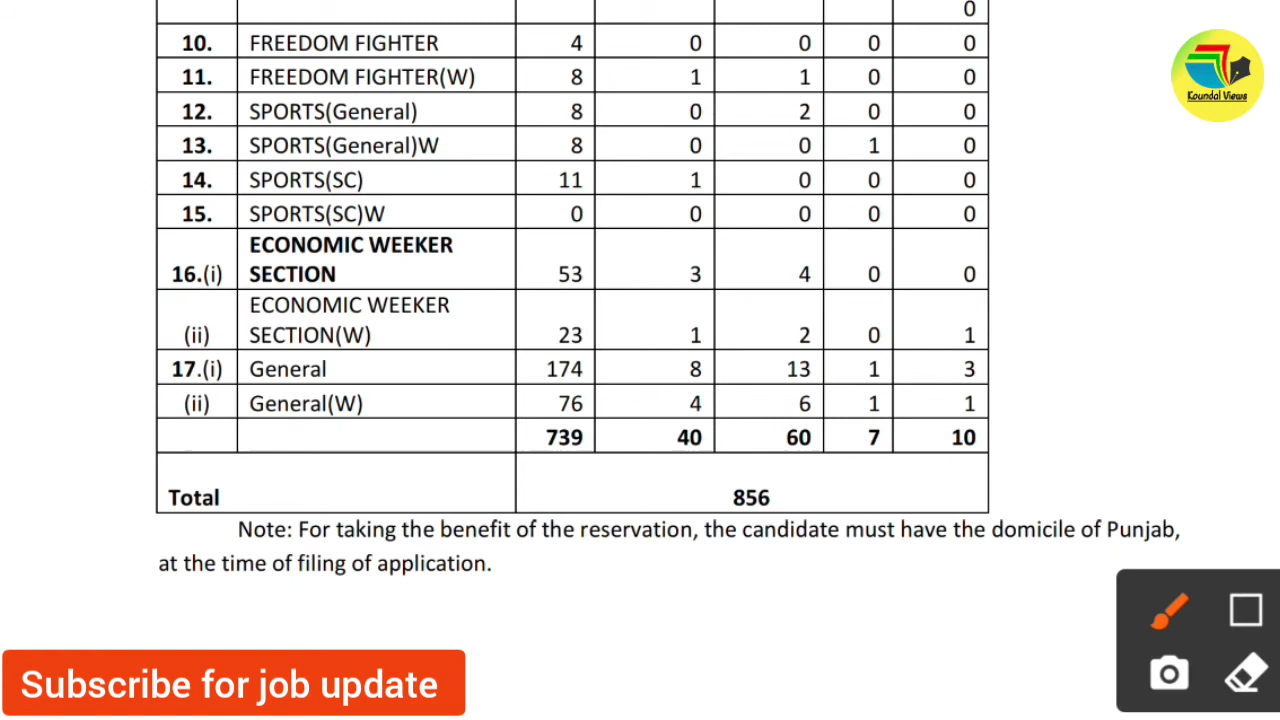 0
10. FREEDOM FIGHTER 4 0 0 0 0
11. FREEDOM FIGHTER(W) 8 1 1 0 0
12. SPORTS(General) 8 0 2 0 0
13. SPORTS(General)W 8 0 0 1 0
14. SPORTS(SC) 11 1 0 0 0
15. SPORTS(SC)W 0 0 0 0 0
ECONOMIC WEEKER
16.(i) SECTION 53 3 4 0 0
ECONOMIC WEEKER
(ii) SECTION(W) 23 1 2 0 1
17.(i) General 174 8 13 1 3
(ii) General(W) 76 4 6 1 1
739 40 60 7 10
Total 856
Note: For taking the benefit of the reservation, the candidate must have the domicile of Punjab,
at the time of filing of application.
Koundal Views
Subscribe for job update